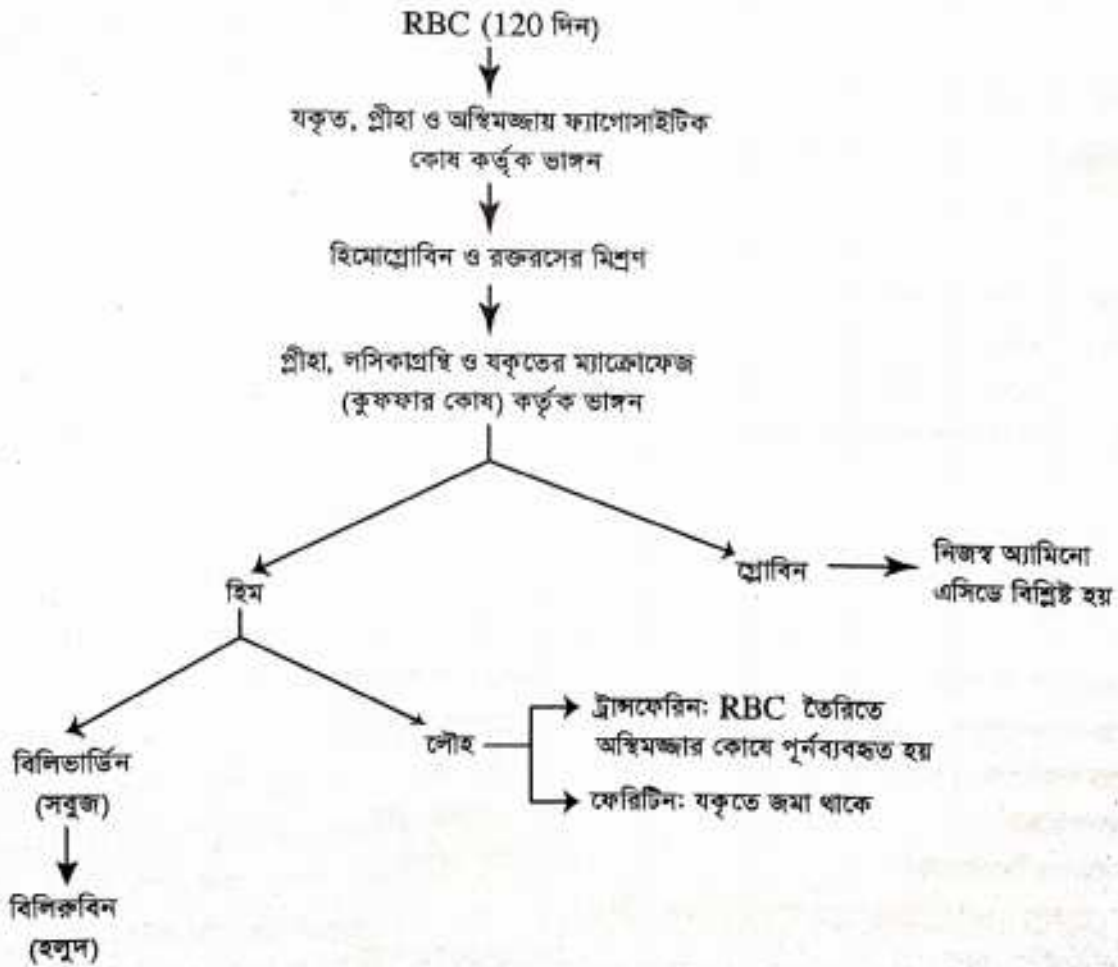 RBC (120 দিন)
যকৃত, প্লীহা ও অস্থিমজ্জায় ফ্যাগোসাইটিক
কোষ কর্তৃক ভাঙ্গন
হিমোগ্লোবিন ও রক্তরসের মিশ্রণ
প্লীহা, লসিকাগ্রন্থি ও যকৃতের ম্যাক্রোফেজ
(কুফফার কোষ) কর্তৃক ভাঙ্গন
হিম
গ্লোবিন
নিজস্ব অ্যামিনো
এসিডে বিশ্লিষ্ট হয়
বিলিভার্ডিন
(সবুজ)
বিলিরুবিন
(হলুদ)
লৌহ
ট্রান্সফেরিনঃ RBC তৈরিতে
অস্থিমজ্জার কোষে পূর্নব্যবহৃত হয়
ফেরিটিনঃ যকৃতে জমা থাকে